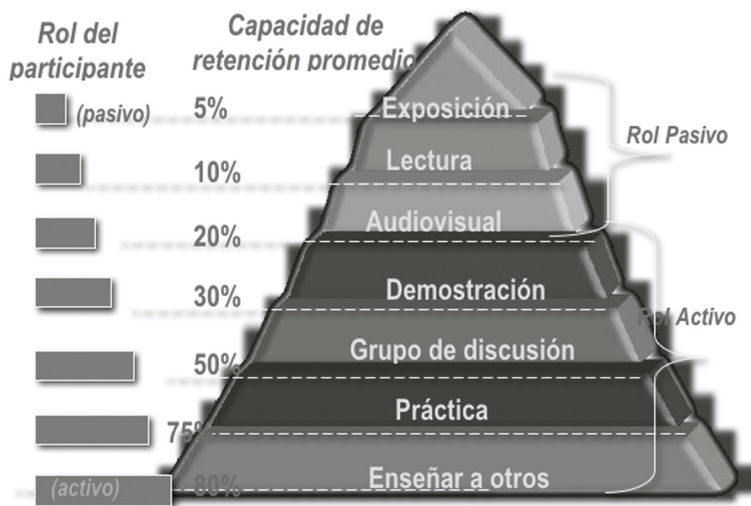 Rol del
participante
Capacidad de
retención promedio
(pasivo)
5%
Exposición
10%
Lectura
20%
Audiovisual
Rol Pasivo
30%
Demostración
Rol Activo
50%
Grupo de discusión
75%
Práctica
(activo)
80%
Enseñar a otros